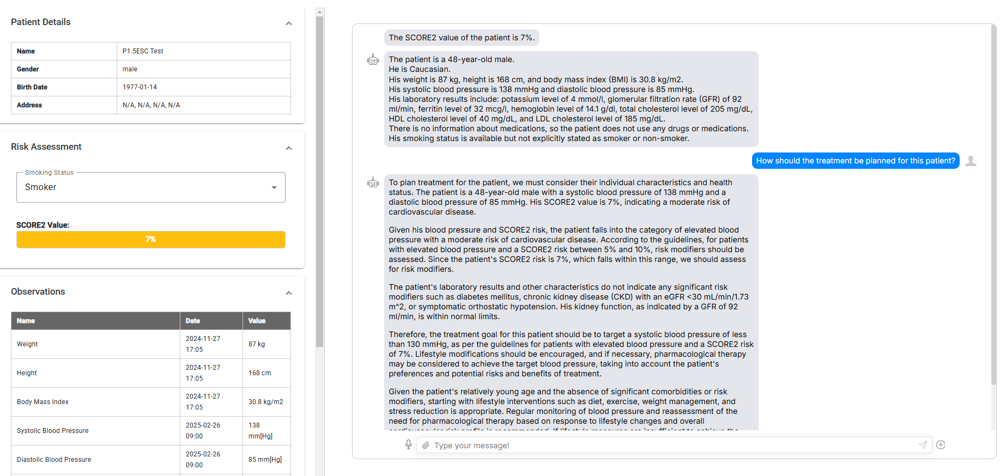 Patient Details
Name P1.5ESC Test
Gender male
Birth Date 1977-01-14
Address N/A, N/A, N/A, N/A
Risk Assessment
Smoking Status
Smoker
SCORE2 Value:
7%
Observations
Name Date Value
Weight 2024-11-27 17:05 87 kg
Height 2024-11-27 17:05 168 cm
Body Mass Index 2024-11-27 17:05 30.8 kg/m2
Systolic Blood Pressure 2025-02-26 09:00 138 mm[Hg]
Diastolic Blood Pressure 2025-02-26 09:00 85 mm[Hg]
The SCORE2 value of the patient is 7%.
The patient is a 48-year-old male.
He is Caucasian.
His weight is 87 kg, height is 168 cm, and body mass index (BMI) is 30.8 kg/m2.
His systolic blood pressure is 138 mmHg and diastolic blood pressure is 85 mmHg.
His laboratory results include: potassium level of 4 mmol/l, glomerular filtration rate (GFR) of 92
ml/min, ferritin level of 32 mcg/l, hemoglobin level of 14.1 g/dl, total cholesterol level of 205 mg/dL,
HDL cholesterol level of 40 mg/dL, and LDL cholesterol level of 185 mg/dL.
There is no information about medications, so the patient does not use any drugs or medications.
His smoking status is available but not explicitly stated as smoker or non-smoker.
How should the treatment be planned for this patient?
To plan treatment for the patient, we must consider their individual characteristics and health
status. The patient is a 48-year-old male with a systolic blood pressure of 138 mmHg and a
diastolic blood pressure of 85 mmHg. His SCORE2 value is 7%, indicating a moderate risk of
cardiovascular disease.
Given his blood pressure and SCORE2 risk, the patient falls into the category of elevated blood
pressure with a moderate risk of cardiovascular disease. According to the guidelines, for patients
with elevated blood pressure and a SCORE2 risk between 5% and 10%, risk modifiers should be
assessed. Since the patient's SCORE2 risk is 7%, which falls within this range, we should assess
for risk modifiers.
The patient's laboratory results and other characteristics do not indicate any significant risk
modifiers such as diabetes mellitus, chronic kidney disease (CKD) with an eGFR <30 mL/min/1.73
m^2, or symptomatic orthostatic hypotension. His kidney function, as indicated by a GFR of 92
ml/min, is within normal limits.
Therefore, the treatment goal for this patient should be to target a systolic blood pressure of less
than 130 mmHg, as per the guidelines for patients with elevated blood pressure and a SCORE2 risk
of 7%. Lifestyle modifications should be encouraged, and if necessary, pharmacological therapy
may be considered to achieve the target blood pressure, taking into account the patient's
preferences and potential risks and benefits of treatment.
Given the patient's relatively young age and the absence of significant comorbidities or risk
modifiers, starting with lifestyle interventions such as diet, exercise, weight management, and
stress reduction is appropriate. Regular monitoring of blood pressure and reassessment of the
need for pharmacological therapy based on response to lifestyle changes and overall
Type your message!